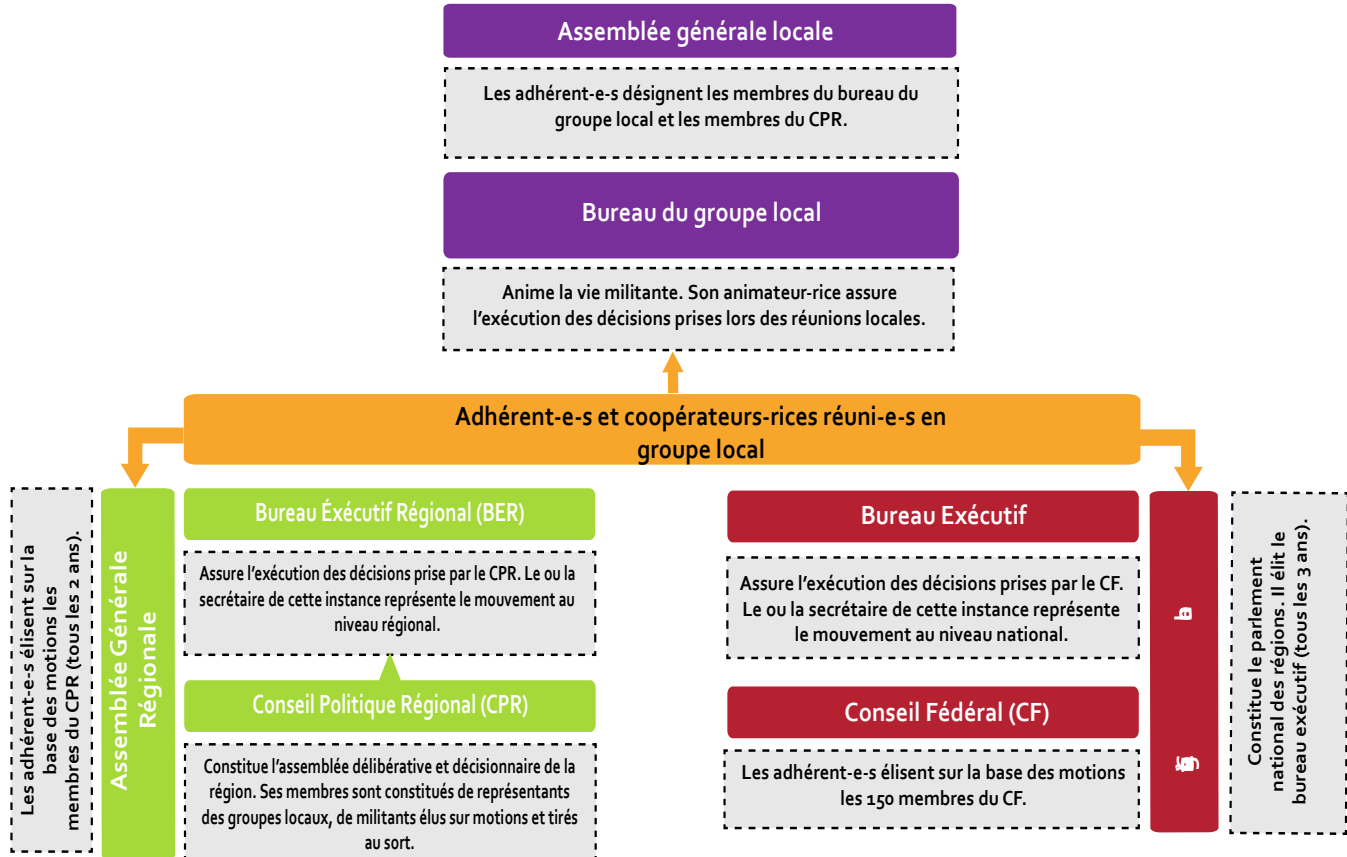 Assemblée générale locale
Les adhérent-e-s désignent les membres du bureau du
groupe local et les membres du CPR.
Bureau du groupe local
Anime la vie militante. Son animateur-rice assure
l'exécution des décisions prises lors des réunions locales.
Adhérent-e-s et coopérateurs-rices réuni-e-s en
groupe local
Les adhérent-e-s élisent sur la
base des motions les
membres du CPR (tous les 2 ans).
Assemblée Générale
Régionale
Bureau Éxécutif Régional (BER)
Assure l'exécution des décisions prise par le CPR. Le ou la
secrétaire de cette instance représente le mouvement au
niveau régional.
Conseil Politique Régional (CPR)
Constitue l'assemblée délibérative et décisionnaire de la
région. Ses membres sont constitués de représentants
des groupes locaux, de militants élus sur motions et tirés
au sort.
Bureau Exécutif
Assure l'exécution des décisions prises par le CF.
Le ou la secrétaire de cette instance représente
le mouvement au niveau national.
Conseil Fédéral (CF)
Les adhérent-e-s élisent sur la base des motions
les 150 membres du CF.
Constitue le parlement
national des régions. Il élit le
bureau exécutif (tous les 3 ans).